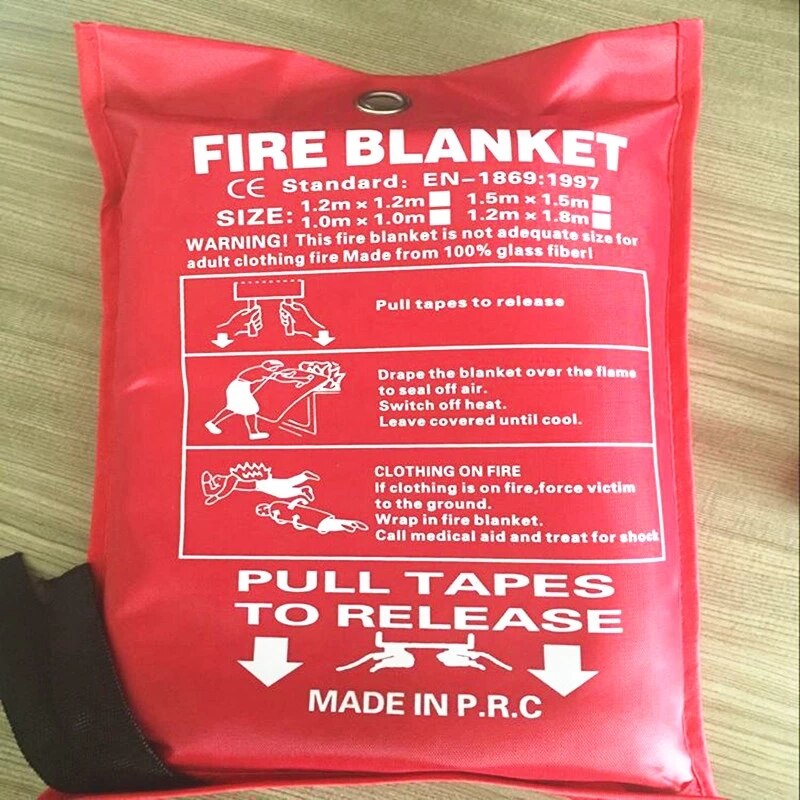 FIRE BLANKET
CE Standard: EN-1869:1997
SIZE: 1.2m × 1.2m 1.5m × 1.5m
1.0m × 1.0m 1.2m × 1.8m
WARNING! This fire blanket is not adequate size for
adult clothing fire Made from 100% glass fiber!
Pull tapes to release
Drape the blanket over the flame
to seal off air.
Switch off heat.
Leave covered until cool.
CLOTHING ON FIRE
If clothing is on fire,force victim
to the ground.
Wrap in fire blanket.
Call medical aid and treat for shock
PULL TAPES
TO RELEASE
MADE IN P.R.C